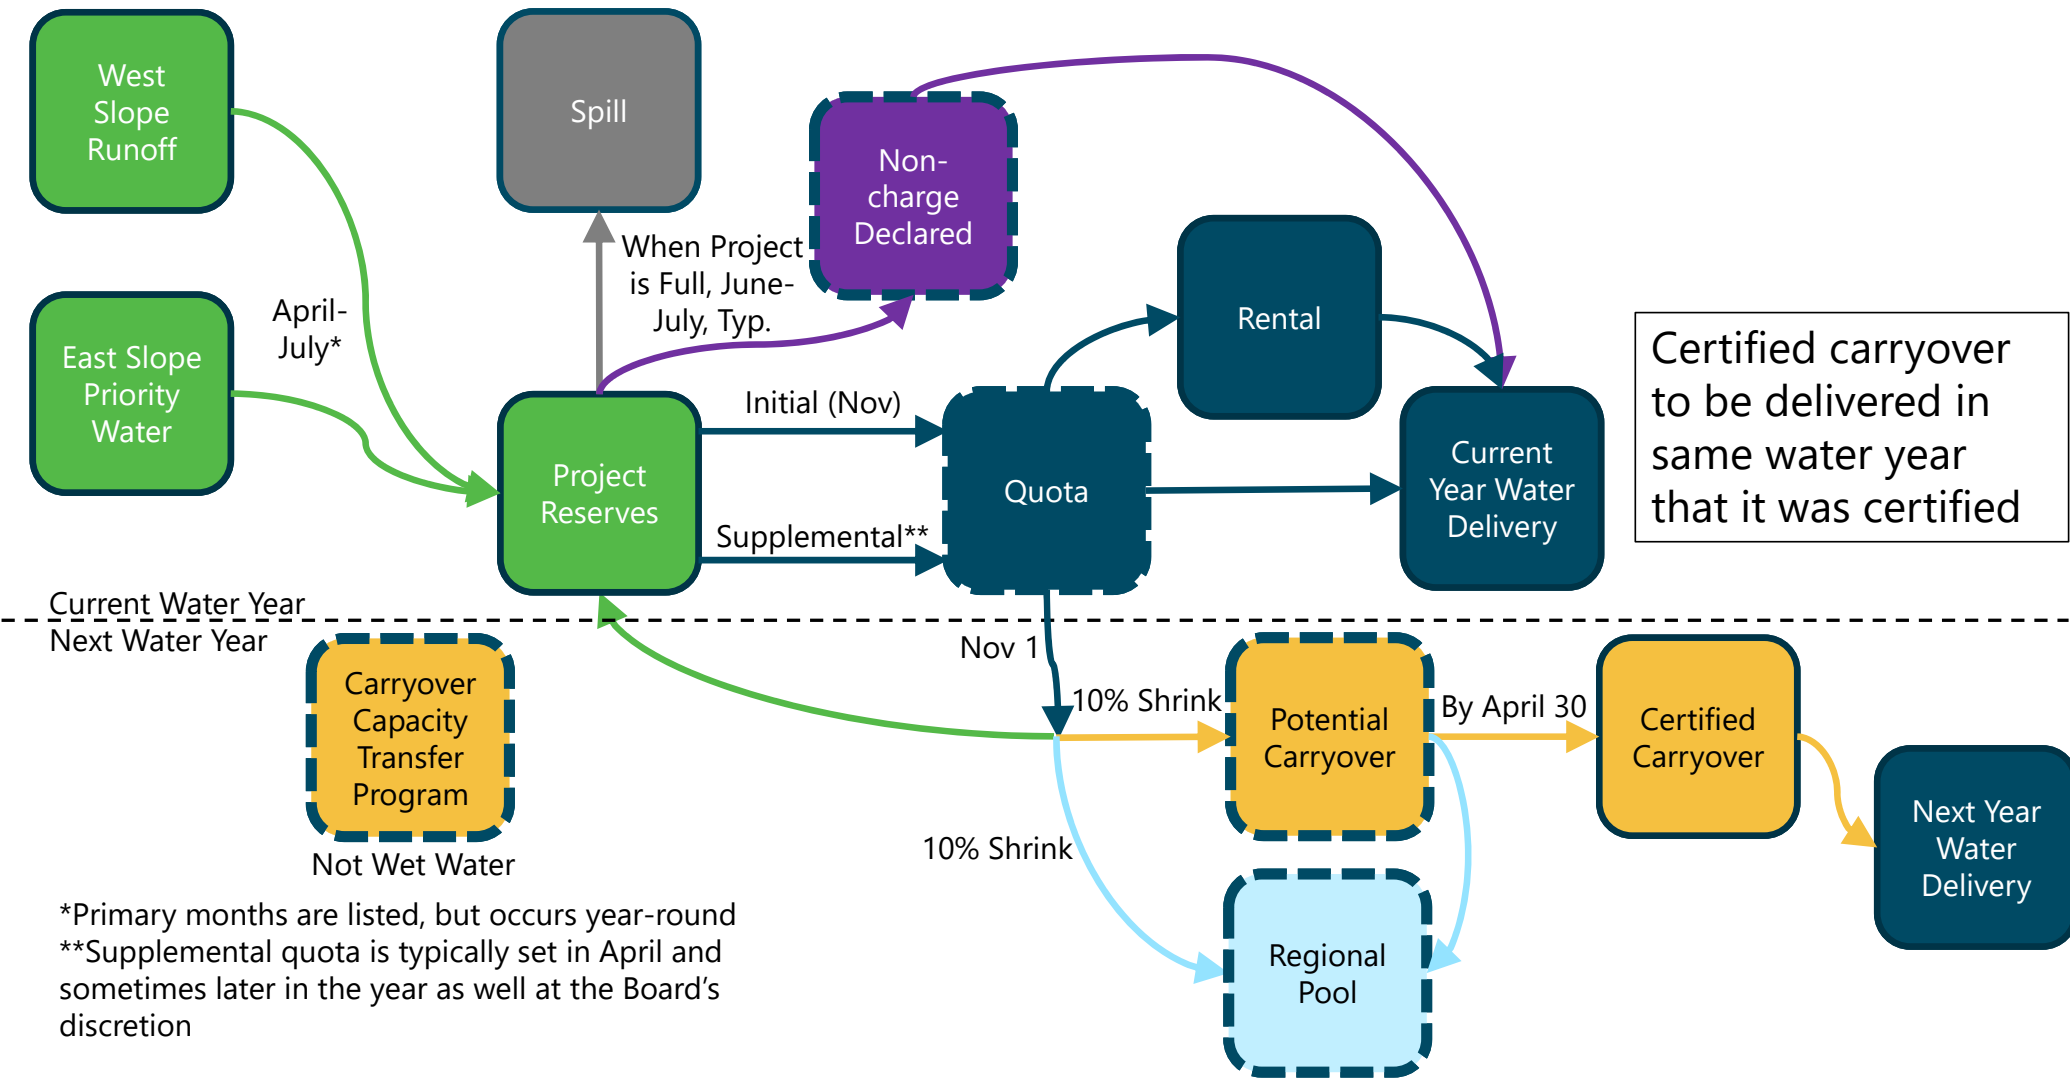 West
Slope
Runoff
Spill
Non-
charge
Declared
When Project
is Full, June-
July, Typ.
Rental
April-
July*
East Slope
Priority
Water
Initial (Nov)
Project
Reserves
Supplemental**
Quota
Current
Year Water
Delivery
Certified carryover
to be delivered in
same water year
that it was certified
Current Water Year
Next Water Year
Carryover
Capacity
Transfer
Program
Not Wet Water
Nov 1
10% Shrink
10% Shrink
Potential
Carryover
By April 30
Certified
Carryover
Next Year
Water
Delivery
Regional
Pool
*Primary months are listed, but occurs year-round
**Supplemental quota is typically set in April and
sometimes later in the year as well at the Board’s
discretion